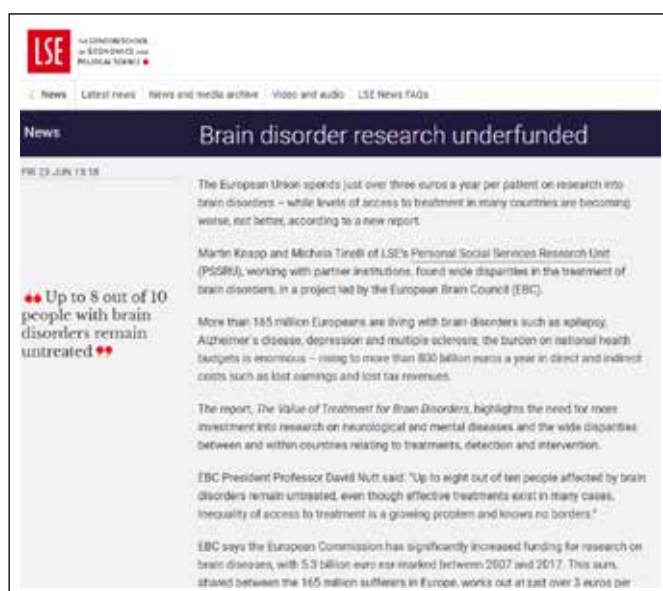 LSE
THE LONDON SCHOOL
OF ECONOMICS AND
POLITICAL SCIENCE
News Latest news News and media archive Video and audio LSE News FAQs
News
Brain disorder research underfunded
FRI 23 JUN 13:18
The European Union spends just over three euros a year per patient on research into
brain disorders – while levels of access to treatment in many countries are becoming
worse, not better, according to a new report.
Martin Knapp and Michela Tinelli of LSE's Personal Social Services Research Unit
(PSSRU), working with partner institutions, found wide disparities in the treatment of
brain disorders, in a project led by the European Brain Council (EBC).
Up to 8 out of 10
people with brain
disorders remain
untreated
More than 165 million Europeans are living with brain disorders such as epilepsy,
Alzheimer's disease, depression and multiple sclerosis; the burden on national health
budgets is enormous – rising to more than 800 billion euros a year in direct and indirect
costs such as lost earnings and lost tax revenues.
The report, The Value of Treatment for Brain Disorders, highlights the need for more
investment into research on neurological and mental diseases and the wide disparities
between and within countries relating to treatments, detection and intervention.
EBC President Professor David Nutt said: "Up to eight out of ten people affected by brain
disorders remain untreated, even though effective treatments exist in many cases.
Inequality of access to treatment is a growing problem and knows no borders."
EBC says the European Commission has significantly increased funding for research on
brain diseases, with 5.3 billion euro ear marked between 2007 and 2017. This sum,
shared between the 165 million sufferers in Europe, works out at just over 3 euros per